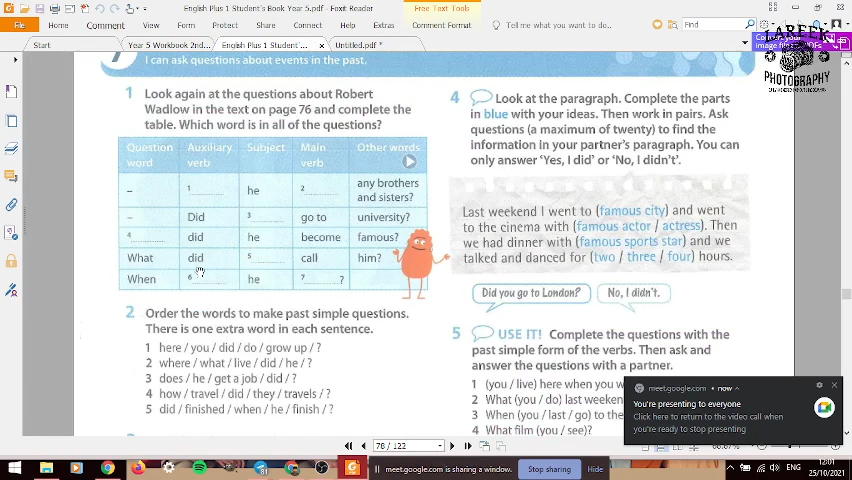 English Plus 1 Student's Book Year 5.pdf - Foxit Reader
Free Text Tools
File
Home
Comment
View
Form
Protect
Share
Connect
Help
Extras
Comment Format
Tell me what you want to do...
Find
Start
Year 5 Workbook 2nd...
English Plus 1 Student'...
Untitled.pdf *
LAREEK
PHOTOGRAPHY
I can ask questions about events in the past.
1 Look again at the questions about Robert
Wadlow in the text on page 76 and complete the
table. Which word is in all of the questions?
Question word
Auxiliary verb
Subject
Main verb
Other words
– 1 he 2 any brothers and sisters?
– Did 3 go to university?
4 did he become famous?
What did 5 call him?
When 6 he 7 ?
2 Order the words to make past simple questions.
There is one extra word in each sentence.
1 here / you / did / do / grow up / ?
2 where / what / live / did / he / ?
3 does / he / get a job / did / ?
4 how / travel / did / they / travels / ?
5 did / finished / when / he / finish / ?
4 Look at the paragraph. Complete the parts
in blue with your ideas. Then work in pairs. Ask
questions (a maximum of twenty) to find the
information in your partner's paragraph. You can
only answer 'Yes, I did' or 'No, I didn't'.
Last weekend I went to (famous city) and went
to the cinema with (famous actor / actress). Then
we had dinner with (famous sports star) and we
talked and danced for (two / three / four) hours.
Did you go to London?
No, I didn't.
5 USE IT! Complete the questions with the
past simple form of the verbs. Then ask and
answer the questions with a partner.
1 (you / live) here when you w
2 What (you / do) last weeken
3 When (you / last / go) to the
4 What film (you / see)?
meet.google.com • now
You're presenting to everyone
Click here to return to the video call when
you're ready to stop presenting
78 / 122
meet.google.com is sharing a window.
Stop sharing
Hide
ENG
12:01
25/10/2021